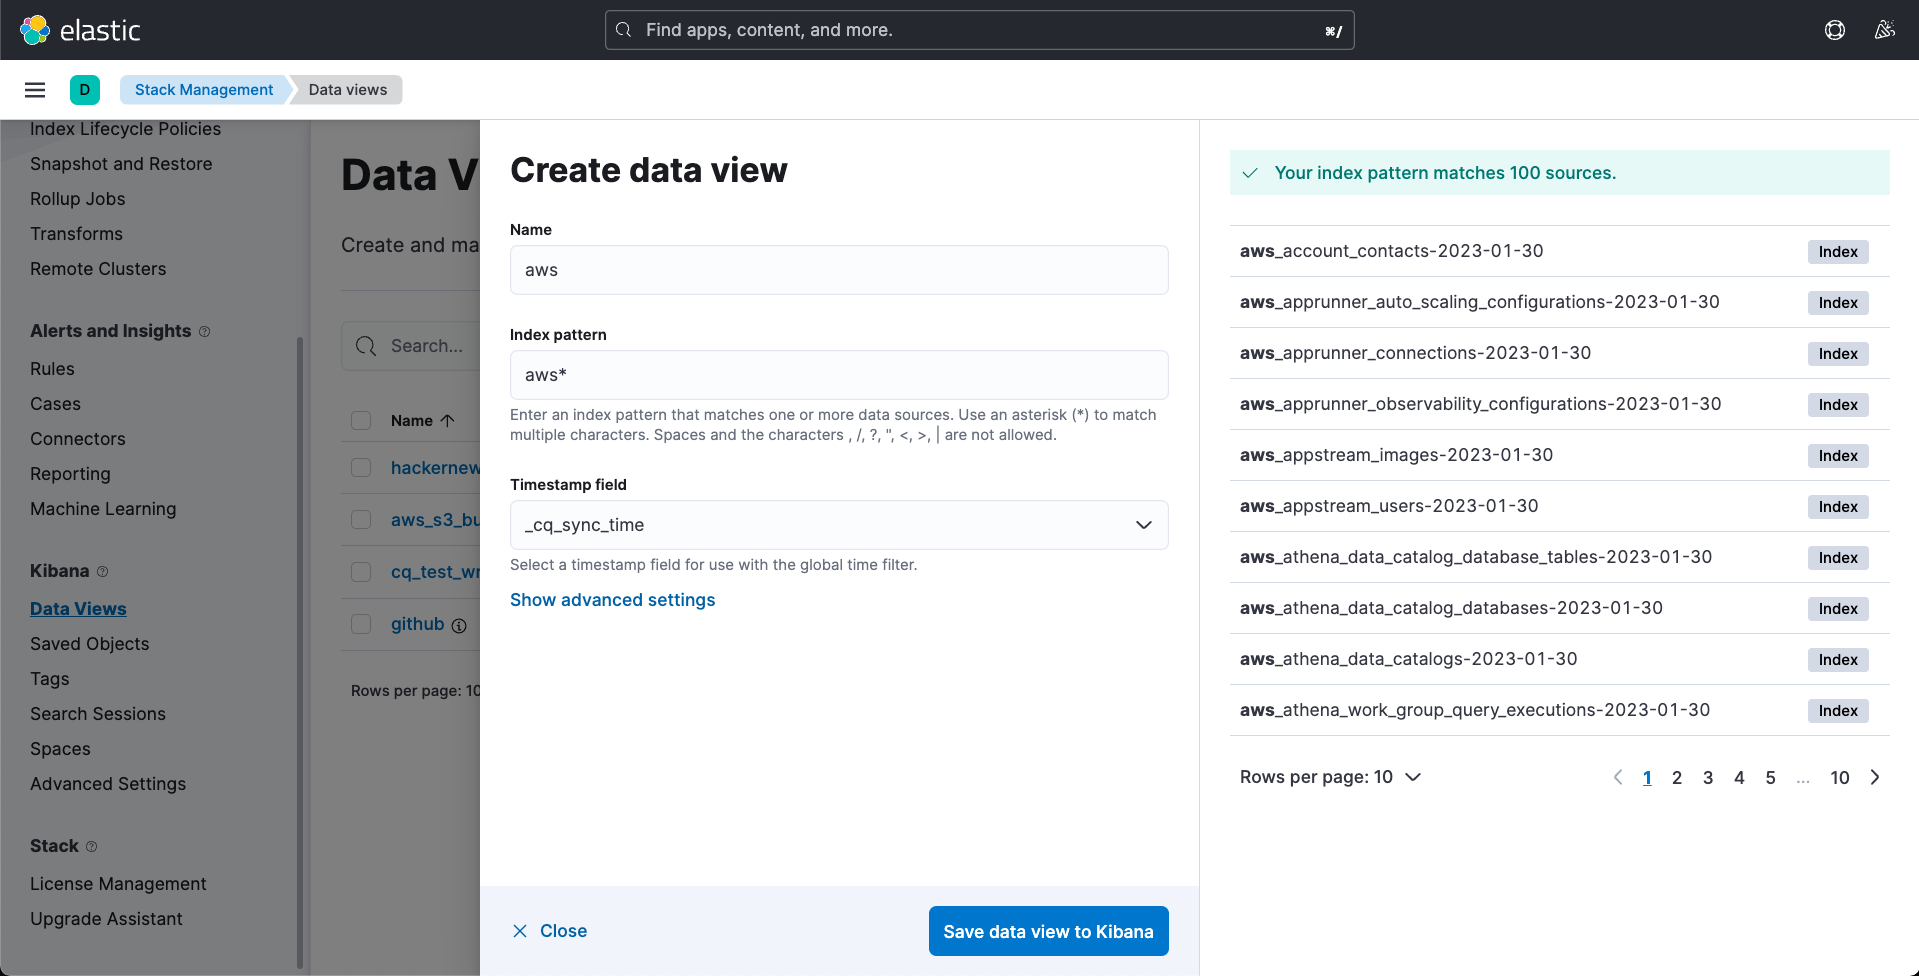 elastic
Find apps, content, and more.
⌘/
D
Stack Management
Data views
Index Lifecycle Policies
Snapshot and Restore
Rollup Jobs
Transforms
Remote Clusters
Alerts and Insights
Rules
Cases
Connectors
Reporting
Machine Learning
Kibana
Data Views
Saved Objects
Tags
Search Sessions
Spaces
Advanced Settings
Stack
License Management
Upgrade Assistant
Data V
Create and ma
Search...
Name ↑
hackernew
aws_s3_bu
cq_test_wr
github
Rows per page: 10
Create data view
Name
aws
Index pattern
aws*
Enter an index pattern that matches one or more data sources. Use an asterisk (*) to match
multiple characters. Spaces and the characters , /, ?, ", <, >, | are not allowed.
Timestamp field
_cq_sync_time
Select a timestamp field for use with the global time filter.
Show advanced settings
Close
Save data view to Kibana
Your index pattern matches 100 sources.
aws_account_contacts-2023-01-30 Index
aws_apprunner_auto_scaling_configurations-2023-01-30 Index
aws_apprunner_connections-2023-01-30 Index
aws_apprunner_observability_configurations-2023-01-30 Index
aws_appstream_images-2023-01-30 Index
aws_appstream_users-2023-01-30 Index
aws_athena_data_catalog_database_tables-2023-01-30 Index
aws_athena_data_catalog_databases-2023-01-30 Index
aws_athena_data_catalogs-2023-01-30 Index
aws_athena_work_group_query_executions-2023-01-30 Index
Rows per page: 10
1 2 3 4 5 ... 10